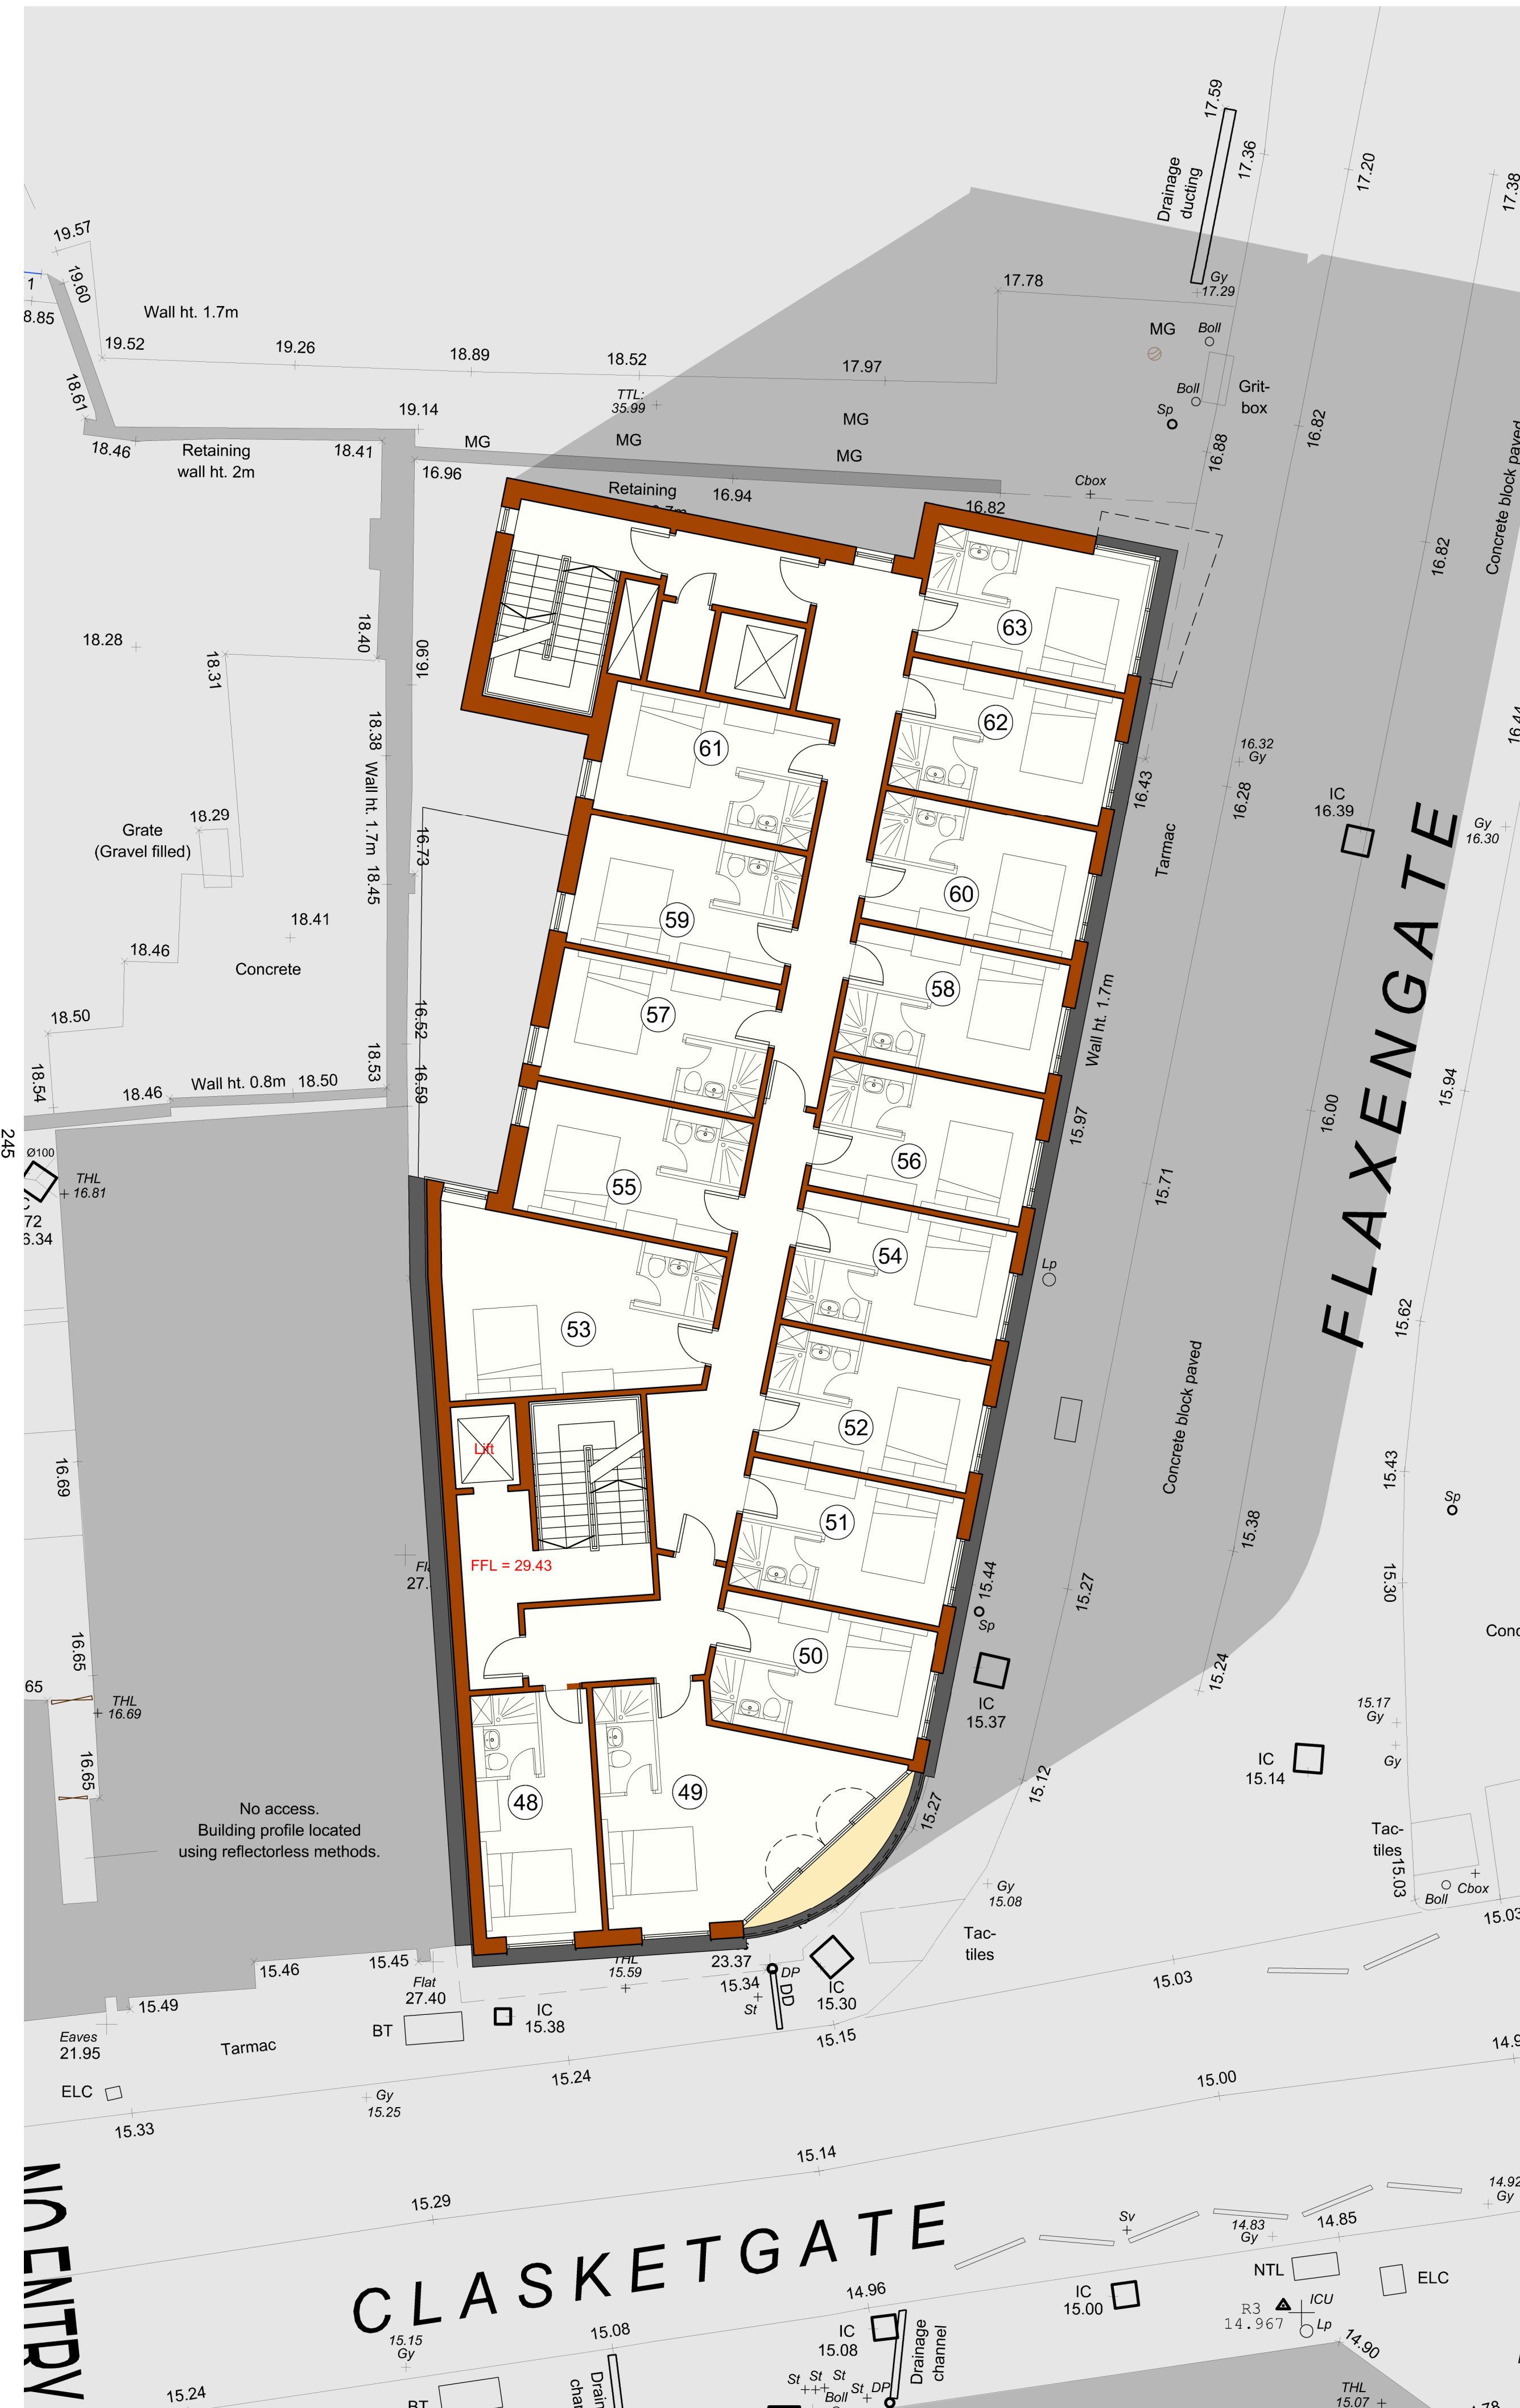 17.59
17.36
Drainage
ducting
17.20
17.38
19.57
19.60
1
8.85
Wall ht. 1.7m
17.78
Gy
17.29
19.52
19.26
18.89
18.52
17.97
MG
Boll
Boll
Grit-
box
Sp
18.61
TTL:
35.99
19.14
MG
MG
MG
MG
16.88
16.82
18.46
Retaining
wall ht. 2m
18.41
16.96
Retaining
16.94
16.82
Cbox
Concrete block paved
16.82
18.28
18.31
18.40
16.90
63
62
61
60
59
58
57
56
55
54
53
52
51
50
49
48
18.38
Wall ht. 1.7m
18.45
16.73
16.43
16.32
Gy
16.28
16.44
IC
16.39
Gy
16.30
Tarmac
Grate
(Gravel filled)
18.29
18.41
18.46
Concrete
18.50
16.52
Wall ht. 1.7m
FLAXENGATE
18.54
18.46
Wall ht. 0.8m
18.50
18.53
16.59
15.97
16.00
15.94
245
Ø100
THL
16.81
72
6.34
15.71
Lp
15.62
Concrete block paved
Lift
16.69
15.43
Sp
15.38
FFL = 29.43
27.
15.44
15.27
15.30
Sp
Conc
16.65
65
THL
16.69
IC
15.37
15.24
15.17
Gy
Gy
IC
15.14
16.65
15.12
15.27
No access.
Building profile located
using reflectorless methods.
Tac-
tiles
15.03
Boll
Cbox
15.03
Gy
15.08
Tac-
tiles
15.46
15.45
Flat
27.40
THL
15.59
23.37
15.34
St
DP
DD
IC
15.30
15.03
15.49
Eaves
21.95
Tarmac
BT
IC
15.38
15.15
14.9
ELC
15.33
Gy
15.25
15.24
15.00
15.14
NO ENTRY
15.29
CLASKETGATE
14.92
Gy
Sv
14.83
Gy
14.85
NTL
ELC
14.96
IC
15.00
R3
14.967
ICU
Lp
15.08
15.15
Gy
IC
15.08
Drainage
channel
14.90
15.24
BT
Drain
chan
St
St
St
Boll
St
DP
THL
15.07